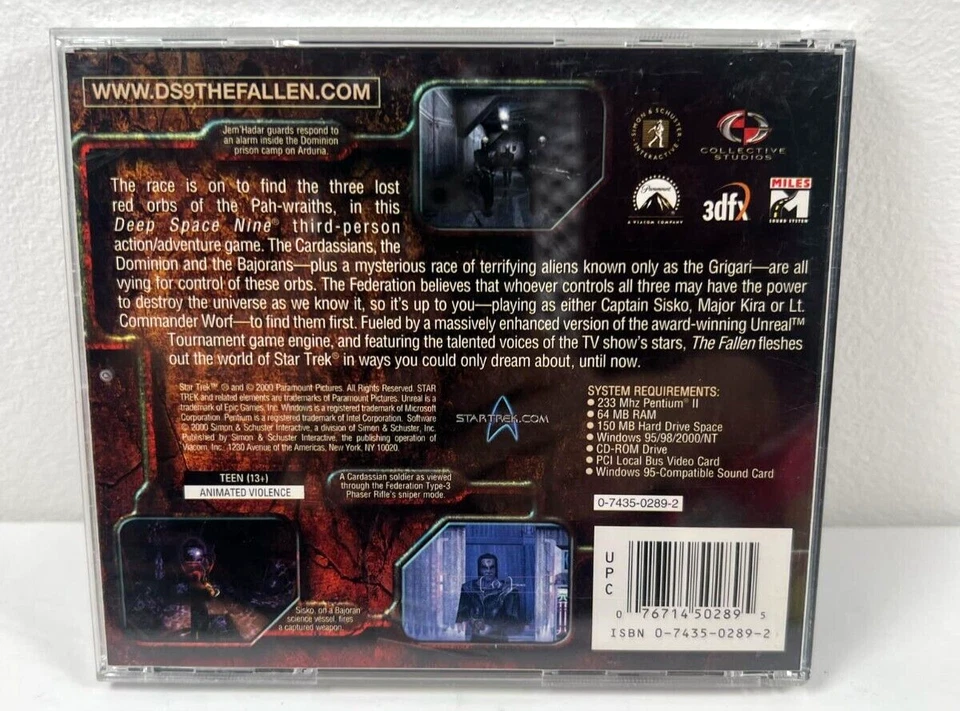 WWW.DS9THEFALLEN.COM
Jem'Hadar guards respond to
an alarm inside the Dominion
prison camp on Arduria.
SIMON & SCHUSTER
INTERACTIVE
COLLECTIVE
STUDIOS
Paramount
A VIACOM COMPANY
3dfx
MILES
SOUND SYSTEM
The race is on to find the three lost
red orbs of the Pah-wraiths, in this
Deep Space Nine® third-person
action/adventure game. The Cardassians, the
Dominion and the Bajorans—plus a mysterious race of terrifying aliens known only as the Grigari—are all
vying for control of these orbs. The Federation believes that whoever controls all three may have the power
to destroy the universe as we know it, so it's up to you—playing as either Captain Sisko, Major Kira or Lt.
Commander Worf—to find them first. Fueled by a massively enhanced version of the award-winning Unreal™
Tournament game engine, and featuring the talented voices of the TV show's stars, The Fallen fleshes
out the world of Star Trek® in ways you could only dream about, until now.
Star Trek™, ® and © 2000 Paramount Pictures. All Rights Reserved. STAR
TREK and related elements are trademarks of Paramount Pictures. Unreal is a
trademark of Epic Games, Inc. Windows is a registered trademark of Microsoft
Corporation. Pentium is a registered trademark of Intel Corporation. Software
© 2000 Simon & Schuster Interactive, a division of Simon & Schuster, Inc.
Published by Simon & Schuster Interactive, the publishing operation of
Viacom, Inc., 1230 Avenue of the Americas, New York, NY 10020.
STARTREK.COM
SYSTEM REQUIREMENTS:
● 233 Mhz Pentium® II
● 64 MB RAM
● 150 MB Hard Drive Space
● Windows 95/98/2000/NT
● CD-ROM Drive
● PCI Local Bus Video Card
● Windows 95-Compatible Sound Card
TEEN (13+)
ANIMATED VIOLENCE
A Cardassian soldier as viewed
through the Federation Type-3
Phaser Rifle's sniper mode.
0-7435-0289-2
Sisko, on a Bajoran
science vessel, fires
a captured weapon.
UPC
0 76714 50289 5
ISBN 0-7435-0289-2